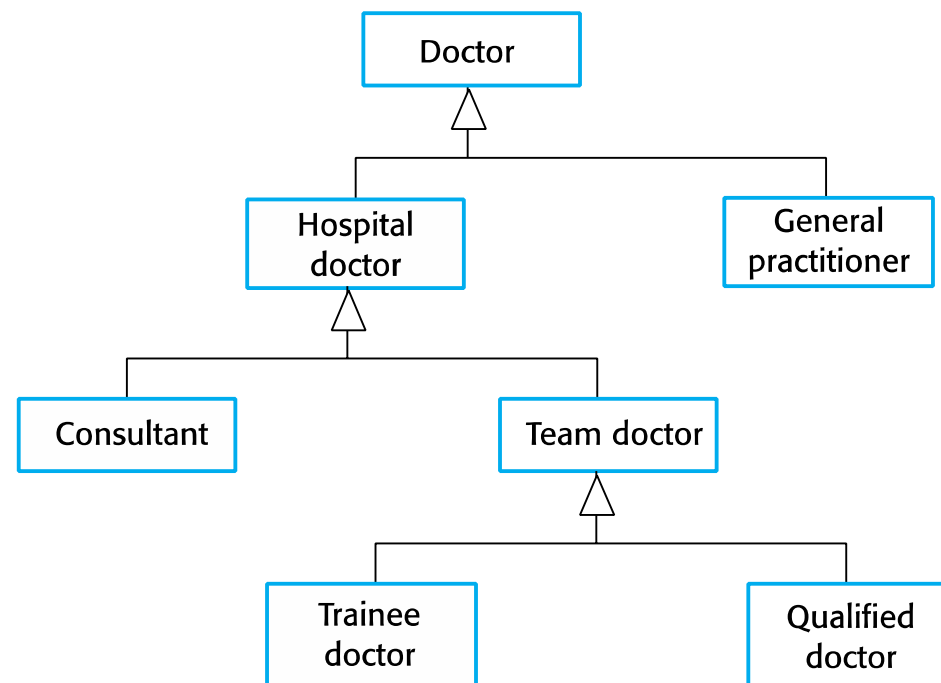 Doctor
Hospital
doctor
General
practitioner
Consultant
Team doctor
Trainee
doctor
Qualified
doctor